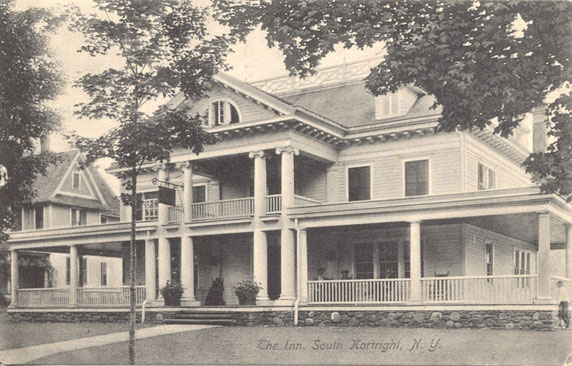 The Inn, South Kortright, N. Y.